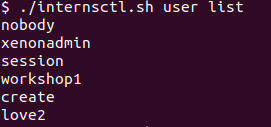 $ ./internsctl.sh user list
nobody
xenonadmin
session
workshop1
create
love2